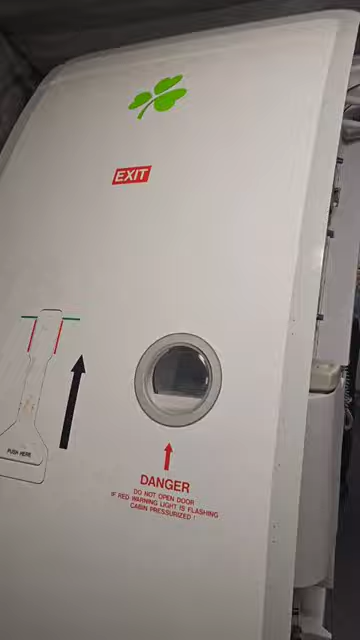 EXIT
PUSH HERE
DANGER
DO NOT OPEN DOOR
IF RED WARNING LIGHT IS FLASHING
CABIN PRESSURIZED !